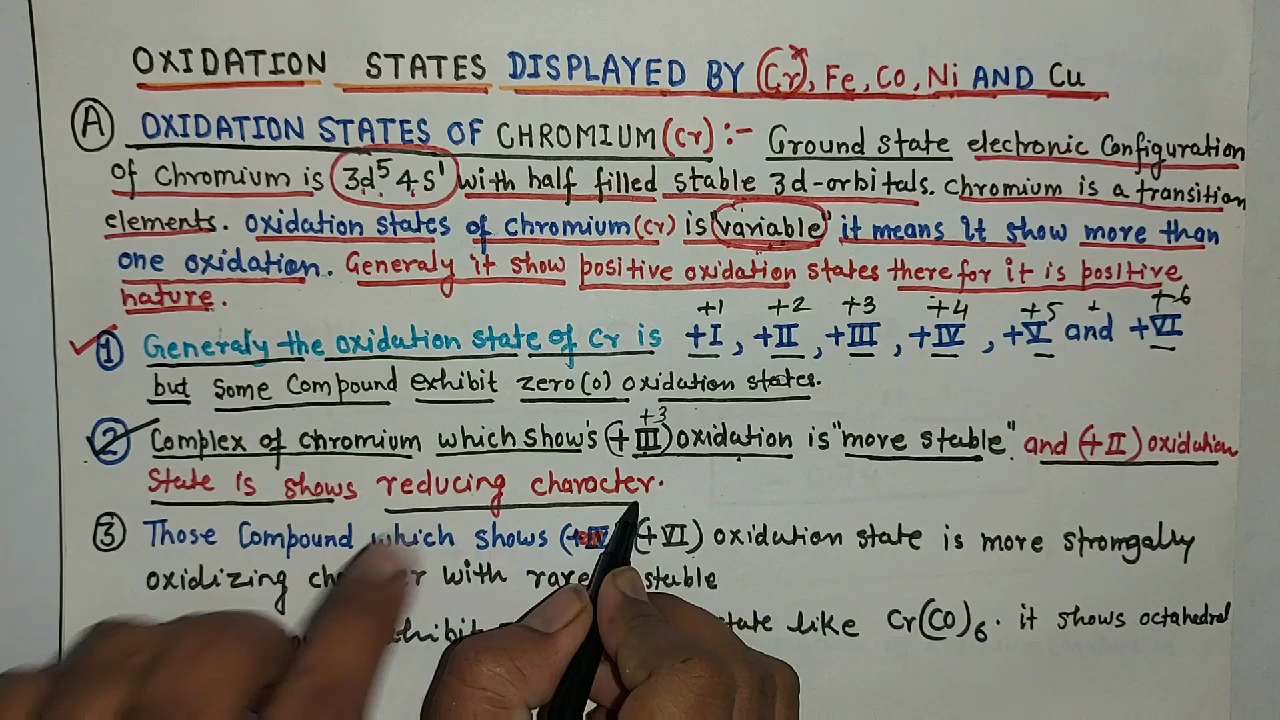 OXIDATION STATES DISPLAYED BY (Cr)*, Fe, Co, Ni AND Cu
(A) OXIDATION STATES OF CHROMIUM (Cr) :- Ground state electronic Configuration
of Chromium is 3d⁵ 4s¹ with half filled stable 3d-orbitals. Chromium is a transition
elements. Oxidation states of chromium (cr) is "variable" it means it show more than
one oxidation. Generaly it show positive oxidation states there for it is positive
nature.
+1 +2 +3 +4 +5 + +6
(1) Generaly the oxidation state of Cr is +I, +II, +III, +IV, +V and +VI
but some Compound exhibit zero (0) oxidation states.
+3
(2) Complex of chromium which show's (+III) oxidation is "more stable". and (+II) oxidation
State is shows reducing character.
(3) Those Compound which shows (+VI) oxidation state is more strongally
oxidizing with rare stable
like Cr(CO)6. it shows octahedral